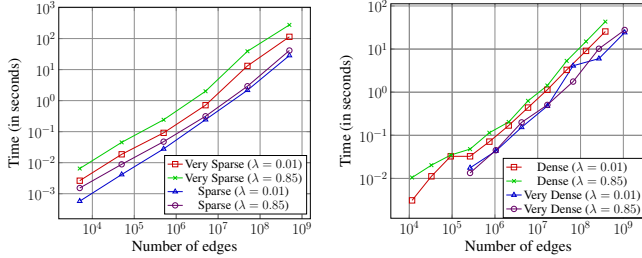 10^3
10^2
10^1
10^0
10^-1
10^-2
10^-3
Time (in seconds)
Very Sparse (λ = 0.01)
Very Sparse (λ = 0.85)
Sparse (λ = 0.01)
Sparse (λ = 0.85)
10^4 10^5 10^6 10^7 10^8 10^9
Number of edges
10^2
10^1
10^0
10^-1
10^-2
Time (in seconds)
Dense (λ = 0.01)
Dense (λ = 0.85)
Very Dense (λ = 0.01)
Very Dense (λ = 0.85)
10^4 10^5 10^6 10^7 10^8 10^9
Number of edges